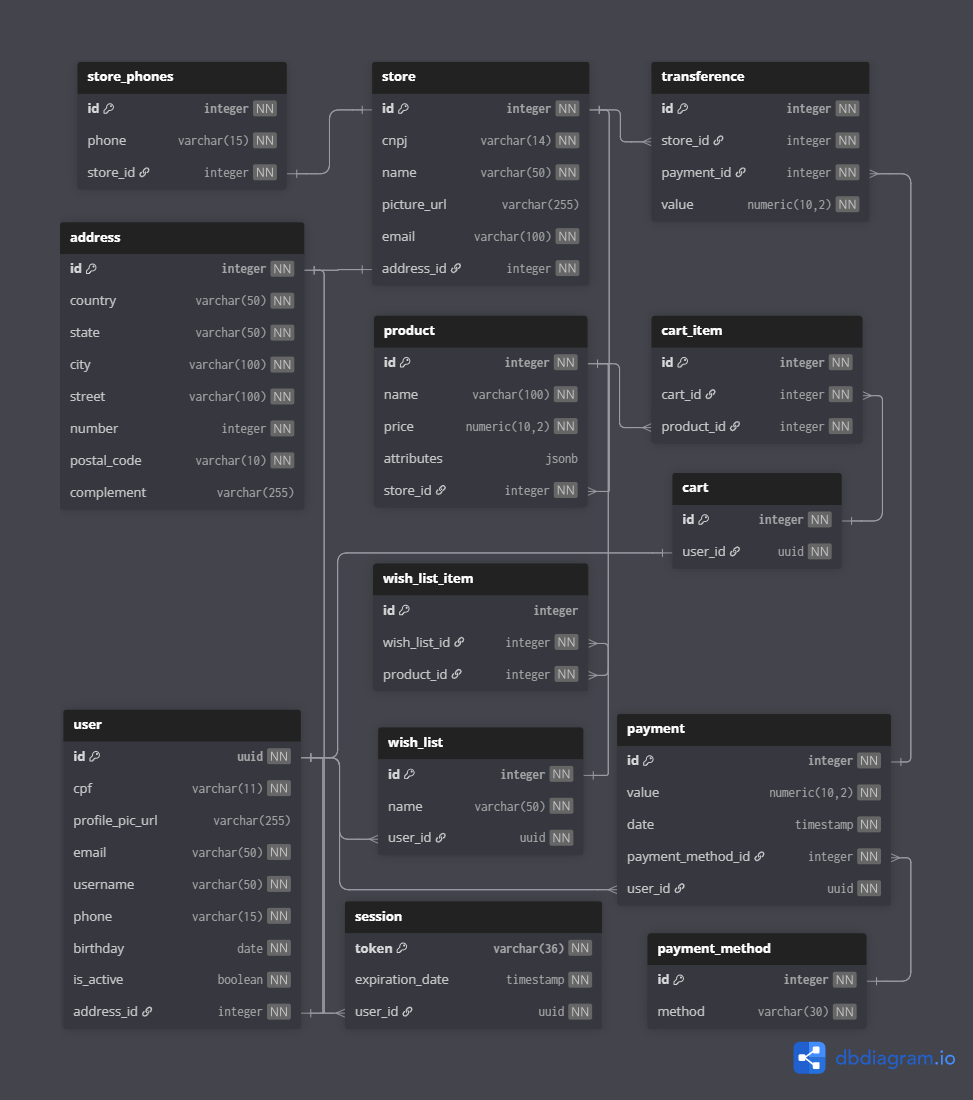 store_phones
id integer NN
phone varchar(15) NN
store_id integer NN
store
id integer NN
cnpj varchar(14) NN
name varchar(50) NN
picture_url varchar(255)
email varchar(100) NN
address_id integer NN
transference
id integer NN
store_id integer NN
payment_id integer NN
value numeric(10,2) NN
address
id integer NN
country varchar(50) NN
state varchar(50) NN
city varchar(100) NN
street varchar(100) NN
number integer NN
postal_code varchar(10) NN
complement varchar(255)
product
id integer NN
name varchar(100) NN
price numeric(10,2) NN
attributes jsonb
store_id integer NN
cart_item
id integer NN
cart_id integer NN
product_id integer NN
cart
id integer NN
user_id uuid NN
wish_list_item
id integer
wish_list_id integer NN
product_id integer NN
user
id uuid NN
cpf varchar(11) NN
profile_pic_url varchar(255)
email varchar(50) NN
username varchar(50) NN
phone varchar(15) NN
birthday date NN
is_active boolean NN
address_id integer NN
wish_list
id integer NN
name varchar(50) NN
user_id uuid NN
payment
id integer NN
value numeric(10,2) NN
date timestamp NN
payment_method_id integer NN
user_id uuid NN
session
token varchar(36) NN
expiration_date timestamp NN
user_id uuid NN
payment_method
id integer NN
method varchar(30) NN
dbdiagram.io